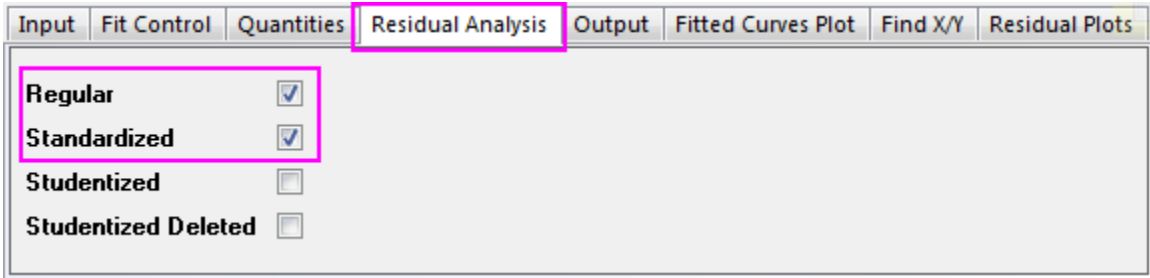 Input Fit Control Quantities Residual Analysis Output Fitted Curves Plot Find X/Y Residual Plots
Regular
Standardized
Studentized
Studentized Deleted